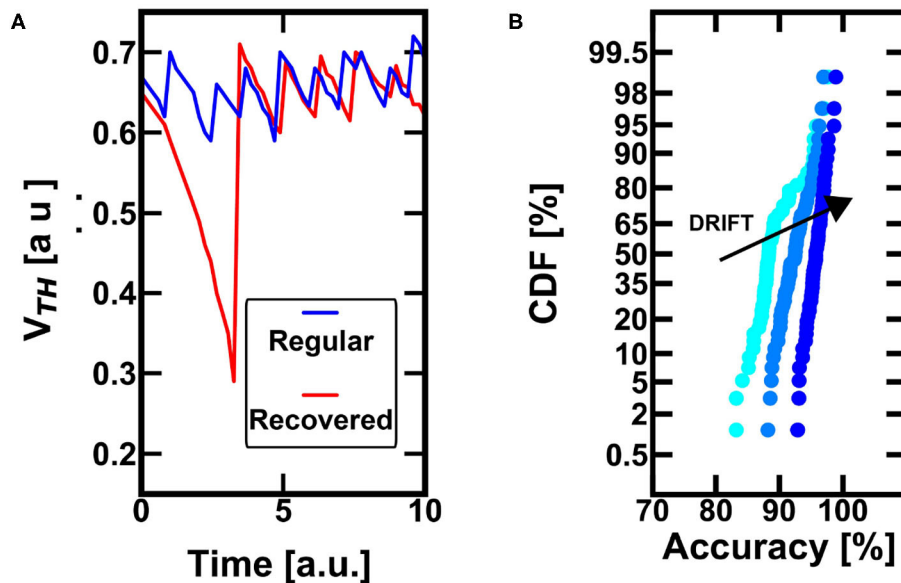 A
0.7
0.6
0.5
0.4
0.3
0.2
V_TH [a.u.]
Regular
Recovered
0
5
10
Time [a.u.]
B
99.5
98
95
90
80
65
50
35
20
10
5
2
0.5
CDF [%]
DRIFT
70
80
90
100
Accuracy [%]